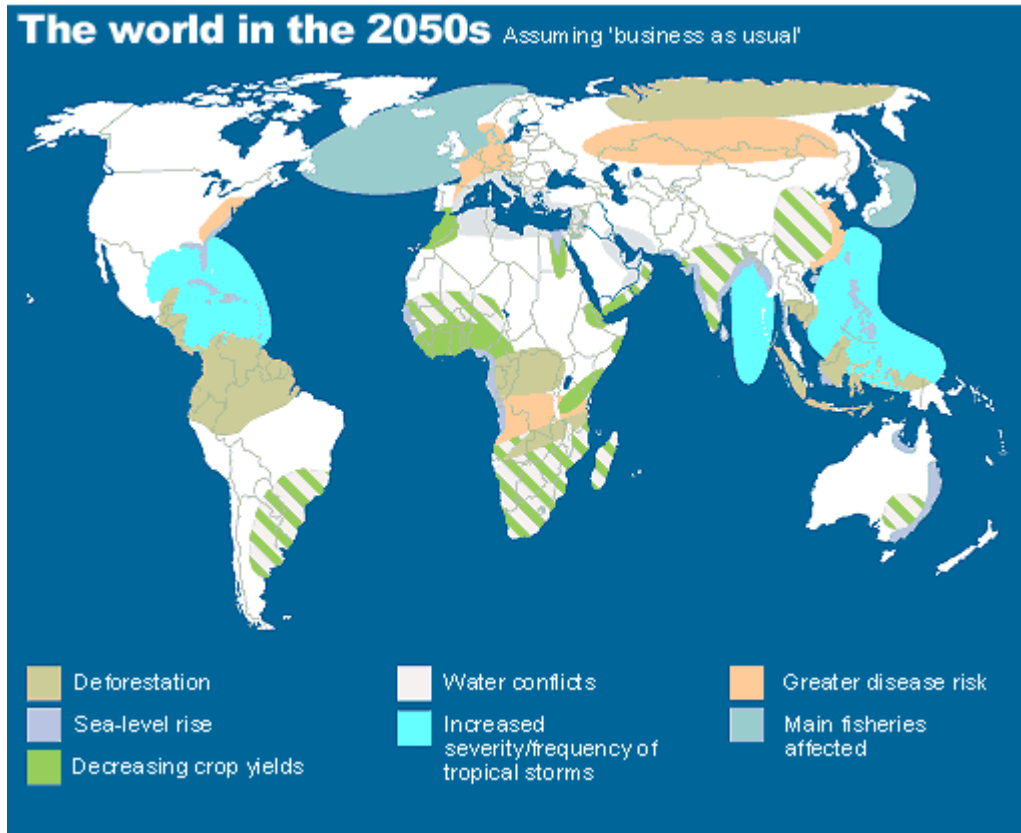 The world in the 2050s Assuming 'business as usual'
Deforestation
Sea-level rise
Decreasing crop yields
Water conflicts
Increased
severity/frequency of
tropical storms
Greater disease risk
Main fisheries
affected